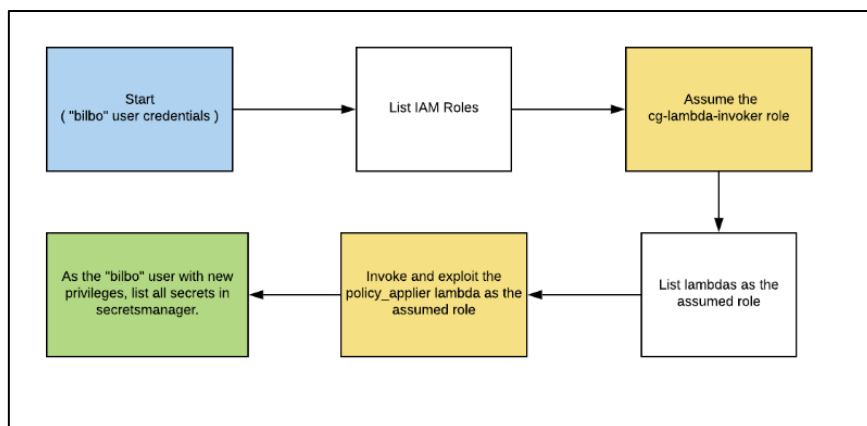 Start
( "bilbo" user credentials )
List IAM Roles
Assume the
cg-lambda-invoker role
List lambdas as the
assumed role
Invoke and exploit the
policy_applier lambda as the
assumed role
As the "bilbo" user with new
privileges, list all secrets in
secretsmanager.